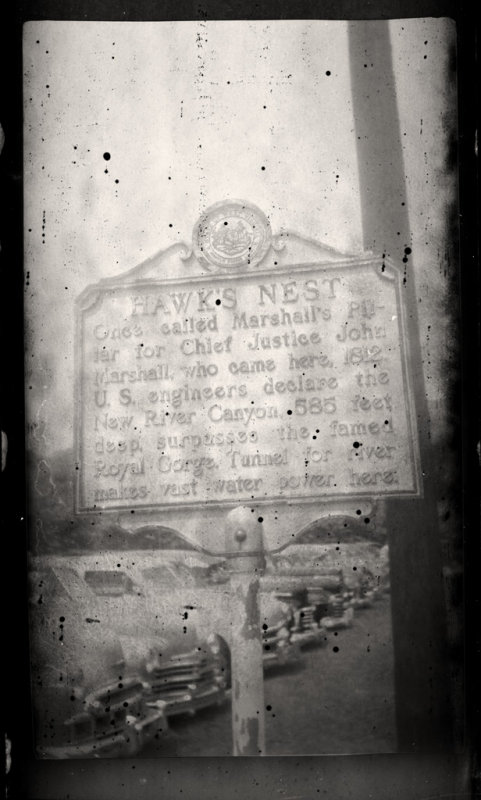 HAWK'S NEST
Once called Marshall's Pil-
lar for Chief Justice John
Marshall, who came here, 1812.
U. S. engineers declare the
New River Canyon, 585 feet
deep, surpasses the famed
Royal Gorge. Tunnel for river
makes vast water power here.